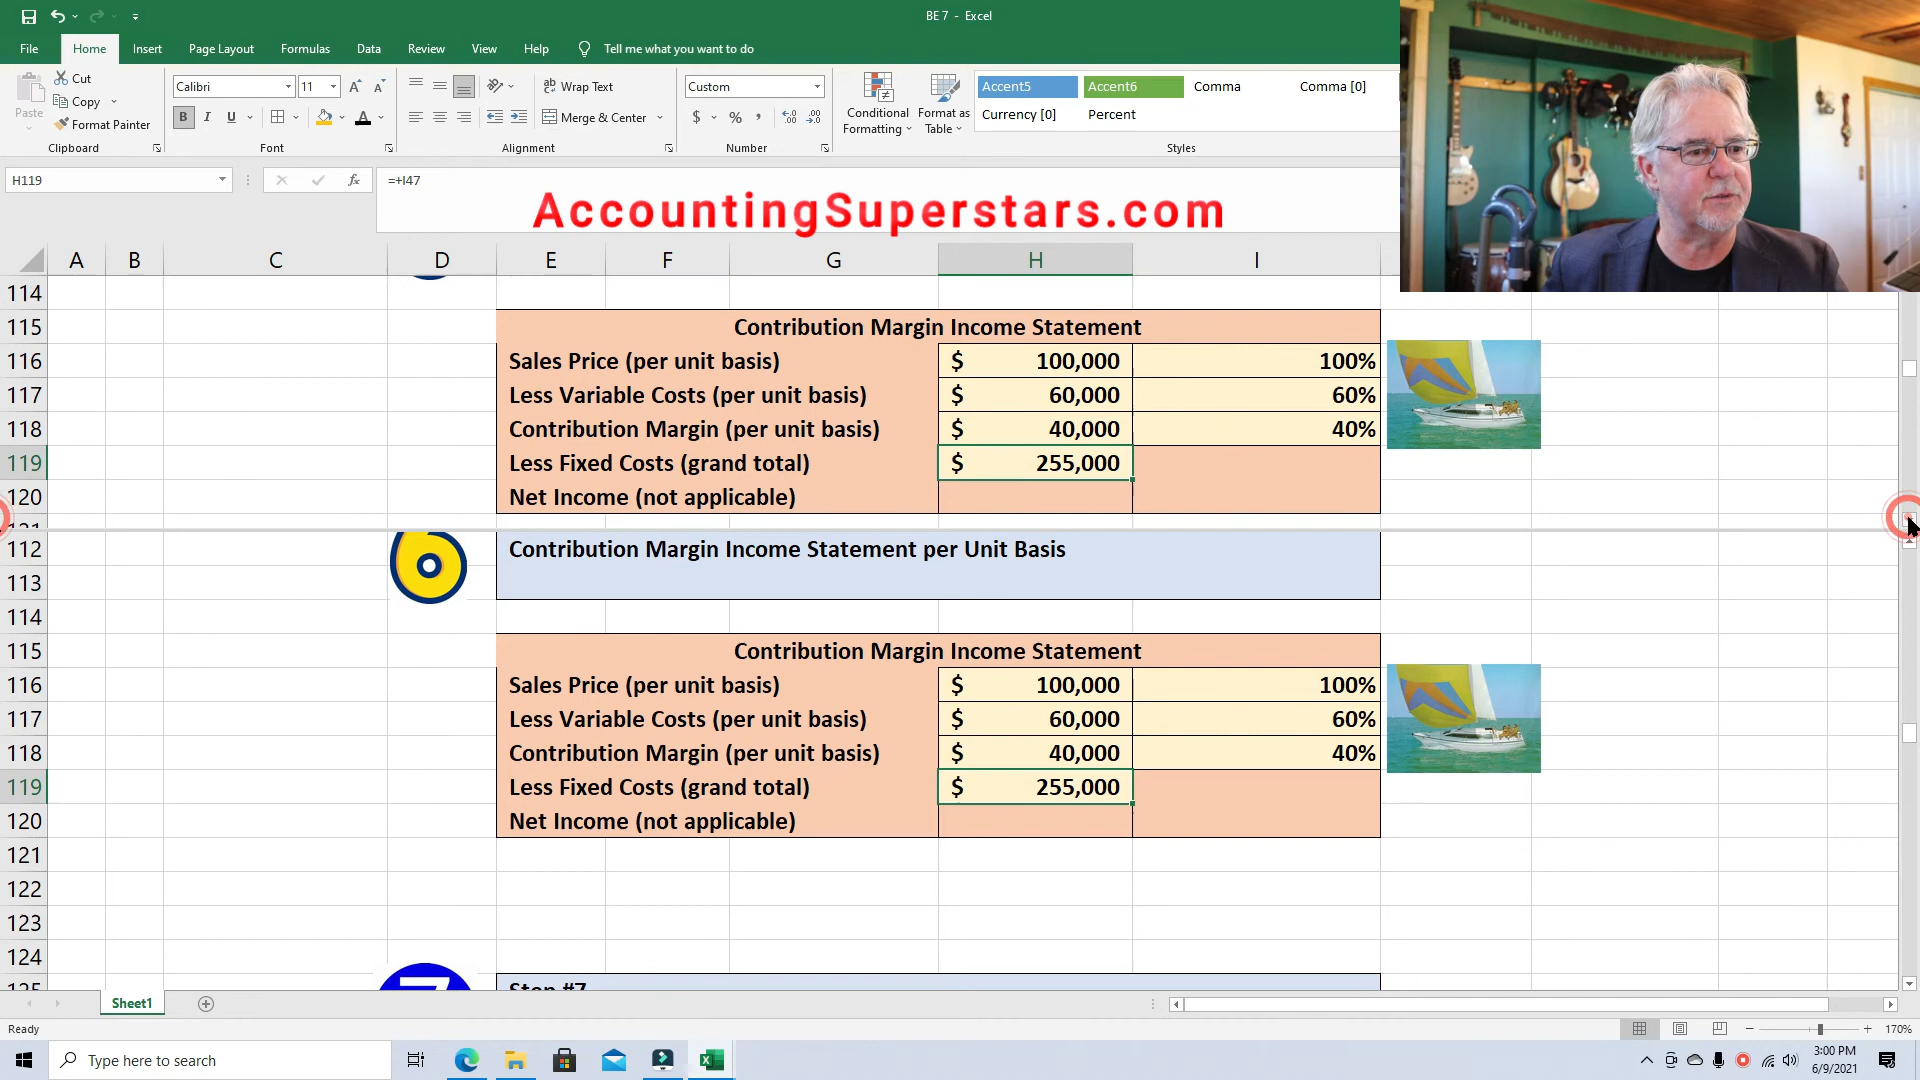 BE 7 - Excel
File Home Insert Page Layout Formulas Data Review View Help Tell me what you want to do
Paste Cut Copy Format Painter Clipboard
Calibri 11 A A B I U A Font
Wrap Text Merge & Center Alignment
Custom $ % Number
Conditional Formatting Format as Table
Accent5 Accent6 Comma Comma [0]
Currency [0] Percent
Styles
H119 fx =+I47
AccountingSuperstars.com
A B C D E F G H I
114
115 Contribution Margin Income Statement
116 Sales Price (per unit basis) $ 100,000 100%
117 Less Variable Costs (per unit basis) $ 60,000 60%
118 Contribution Margin (per unit basis) $ 40,000 40%
119 Less Fixed Costs (grand total) $ 255,000
120 Net Income (not applicable)
121
112 6 Contribution Margin Income Statement per Unit Basis
113
114
115 Contribution Margin Income Statement
116 Sales Price (per unit basis) $ 100,000 100%
117 Less Variable Costs (per unit basis) $ 60,000 60%
118 Contribution Margin (per unit basis) $ 40,000 40%
119 Less Fixed Costs (grand total) $ 255,000
120 Net Income (not applicable)
121
122
123
124
125 7 Step #7
Sheet1
Ready 170%
Type here to search 3:00 PM
6/9/2021